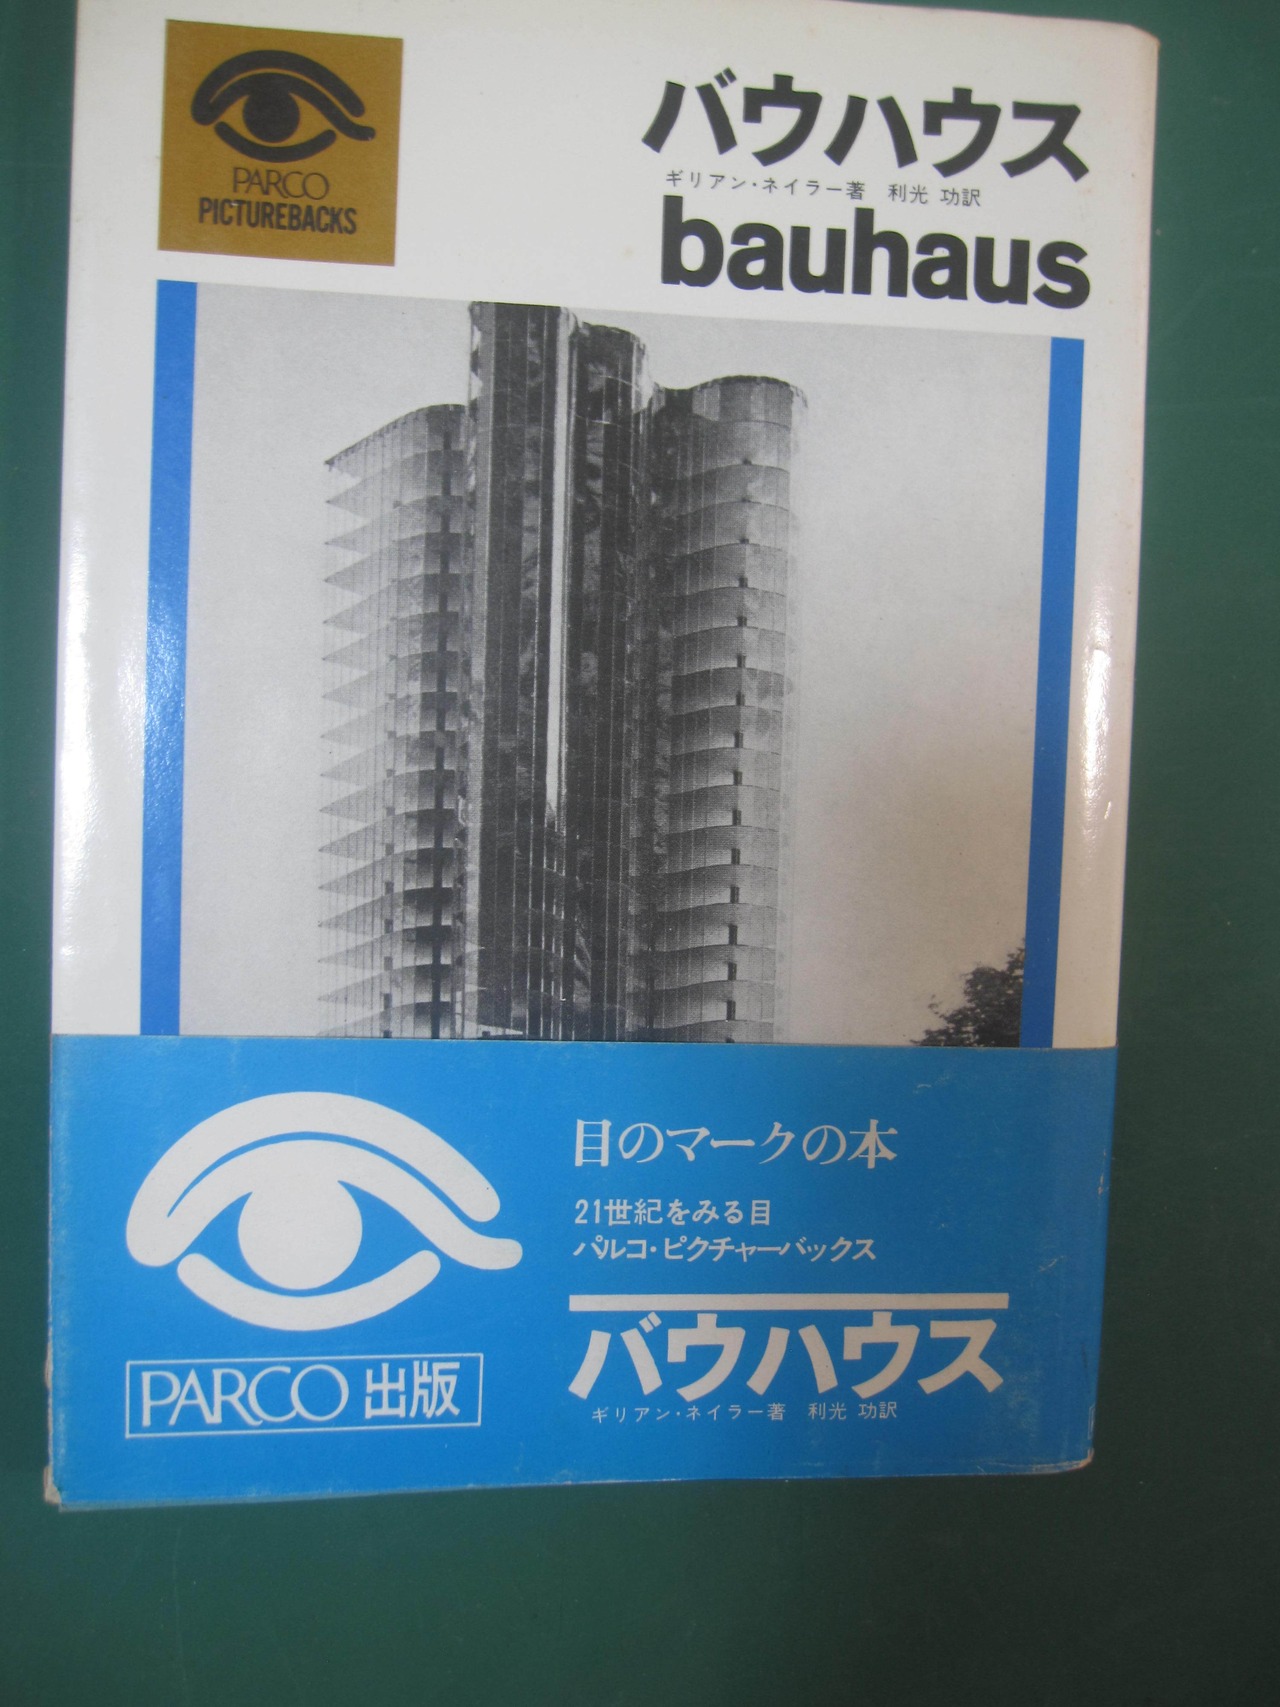 PARCO
PICTUREBACKS
バウハウス
ギリアン・ネイラー著 利光 功訳
bauhaus
目のマークの本
21世紀をみる目
パルコ・ピクチャーバックス
バウハウス
ギリアン・ネイラー著 利光 功訳
PARCO 出版